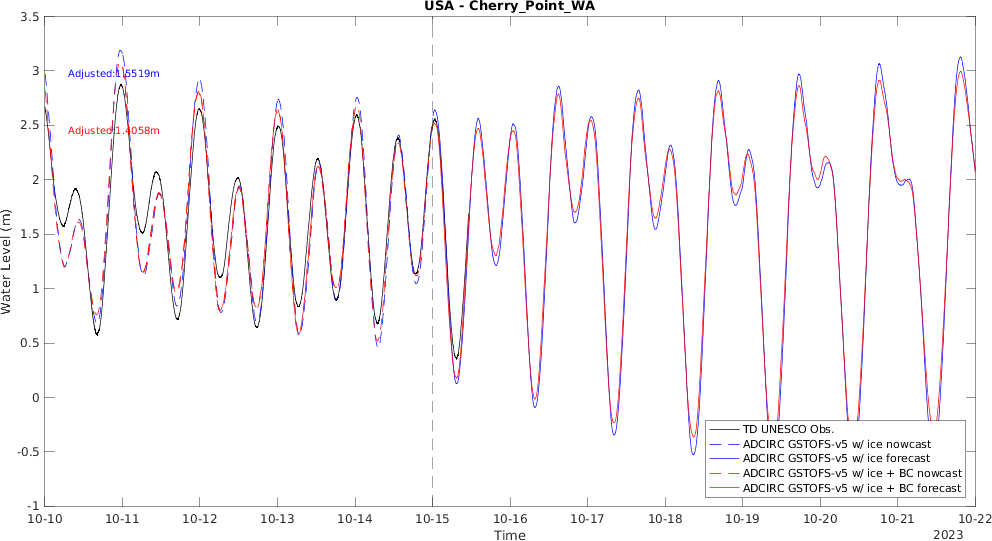 USA - Cherry_Point_WA
3.5
3
2.5
2
1.5
1
0.5
0
-0.5
-1
Water Level (m)
Adjusted:1.5519m
Adjusted:1.4058m
TD UNESCO Obs.
ADCIRC GSTOFS-v5 w/ ice nowcast
ADCIRC GSTOFS-v5 w/ ice forecast
ADCIRC GSTOFS-v5 w/ ice + BC nowcast
ADCIRC GSTOFS-v5 w/ ice + BC forecast
10-10 10-11 10-12 10-13 10-14 10-15 10-16 10-17 10-18 10-19 10-20 10-21 10-22
Time
2023